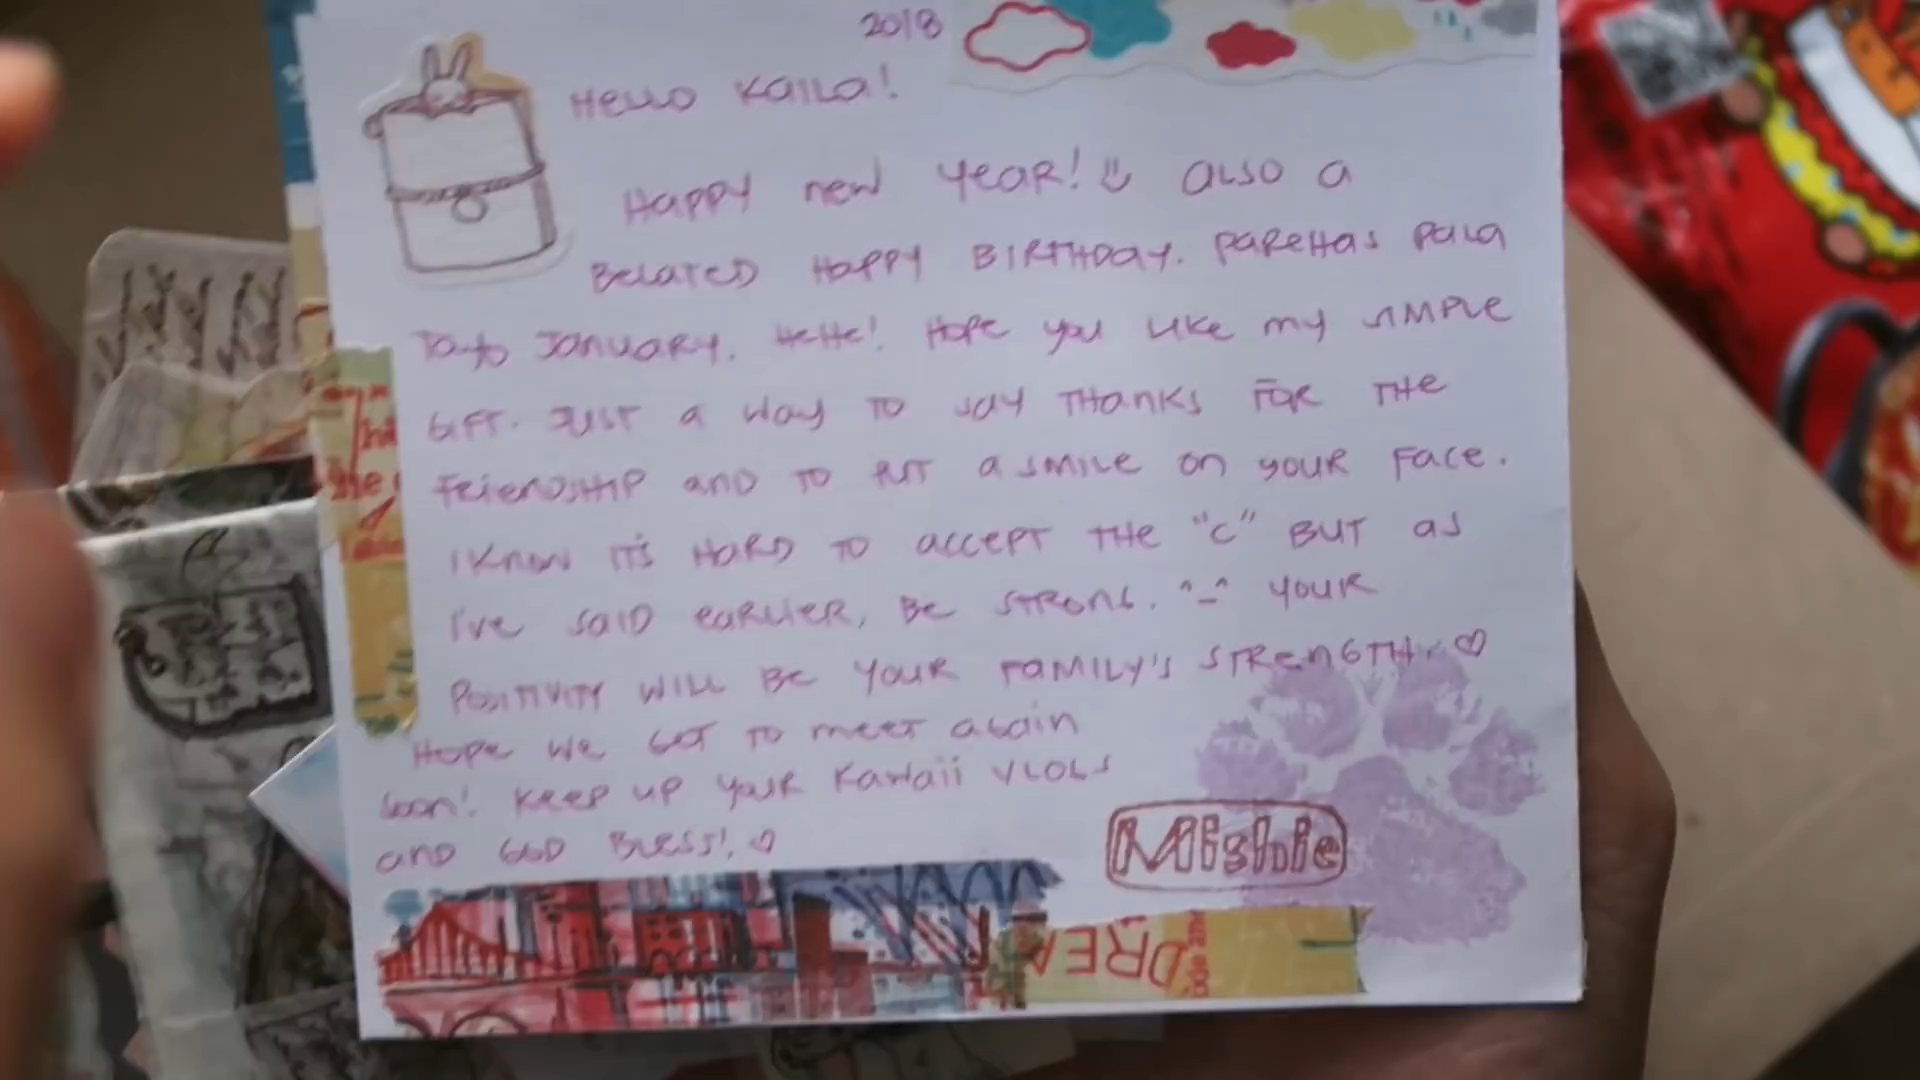 2018
Hello Kaila!
Happy new year! also a
Belated Happy Birthday. Parehas pala
Tayo January. Hehe! Hope you like my simple
gift. Just a way to say thanks for the
friendship and to put a smile on your face.
I know it's hard to accept the "C" but as
I've said earlier, be strong. ^_^ your
positivity will be your family's strength. ♡
Hope we get to meet again
soon! Keep up your kawaii vlogs
and God Bless! ♡
Mishie
DREA